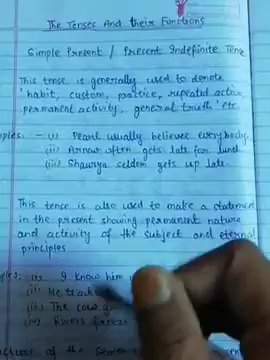 The Tenses And their Functions
Simple Present / Present Indefinite Tense
This tense is generally used to denote
'habit, custom, practice, repeated action
permanent activity, general truth' etc.
ples: - (i) Pearl usually believes everybody.
(ii) Arnav often gets late for lunch
(iii) Shaurya seldom gets up late.
This tense is also used to make a statement
in the present showing permanent nature
and activity of the subject and eternal
principles
ples: (i) I know him
(ii) He
(iii) The cow
(iv) Rivers freeze
of the